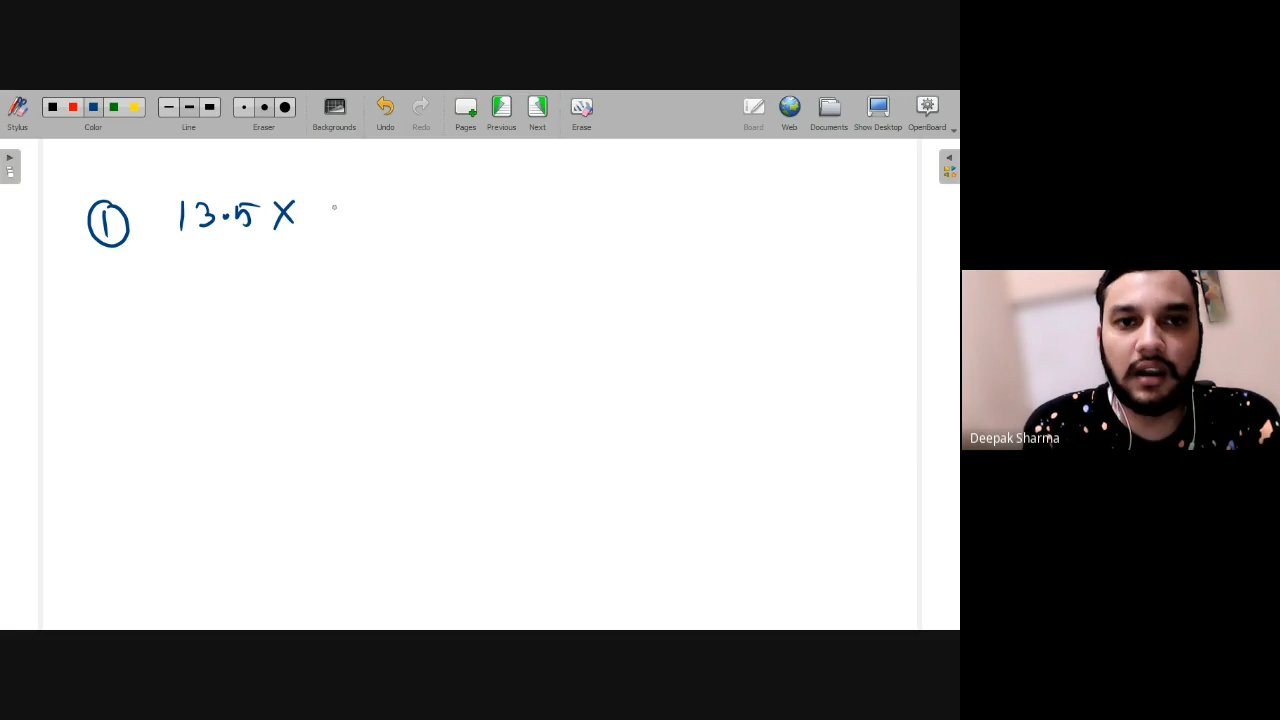 Stylus Color Line Eraser Backgrounds Undo Redo Pages Previous Next Erase Board Web Documents Show Desktop OpenBoard
① 13.5 X
Deepak Sharma